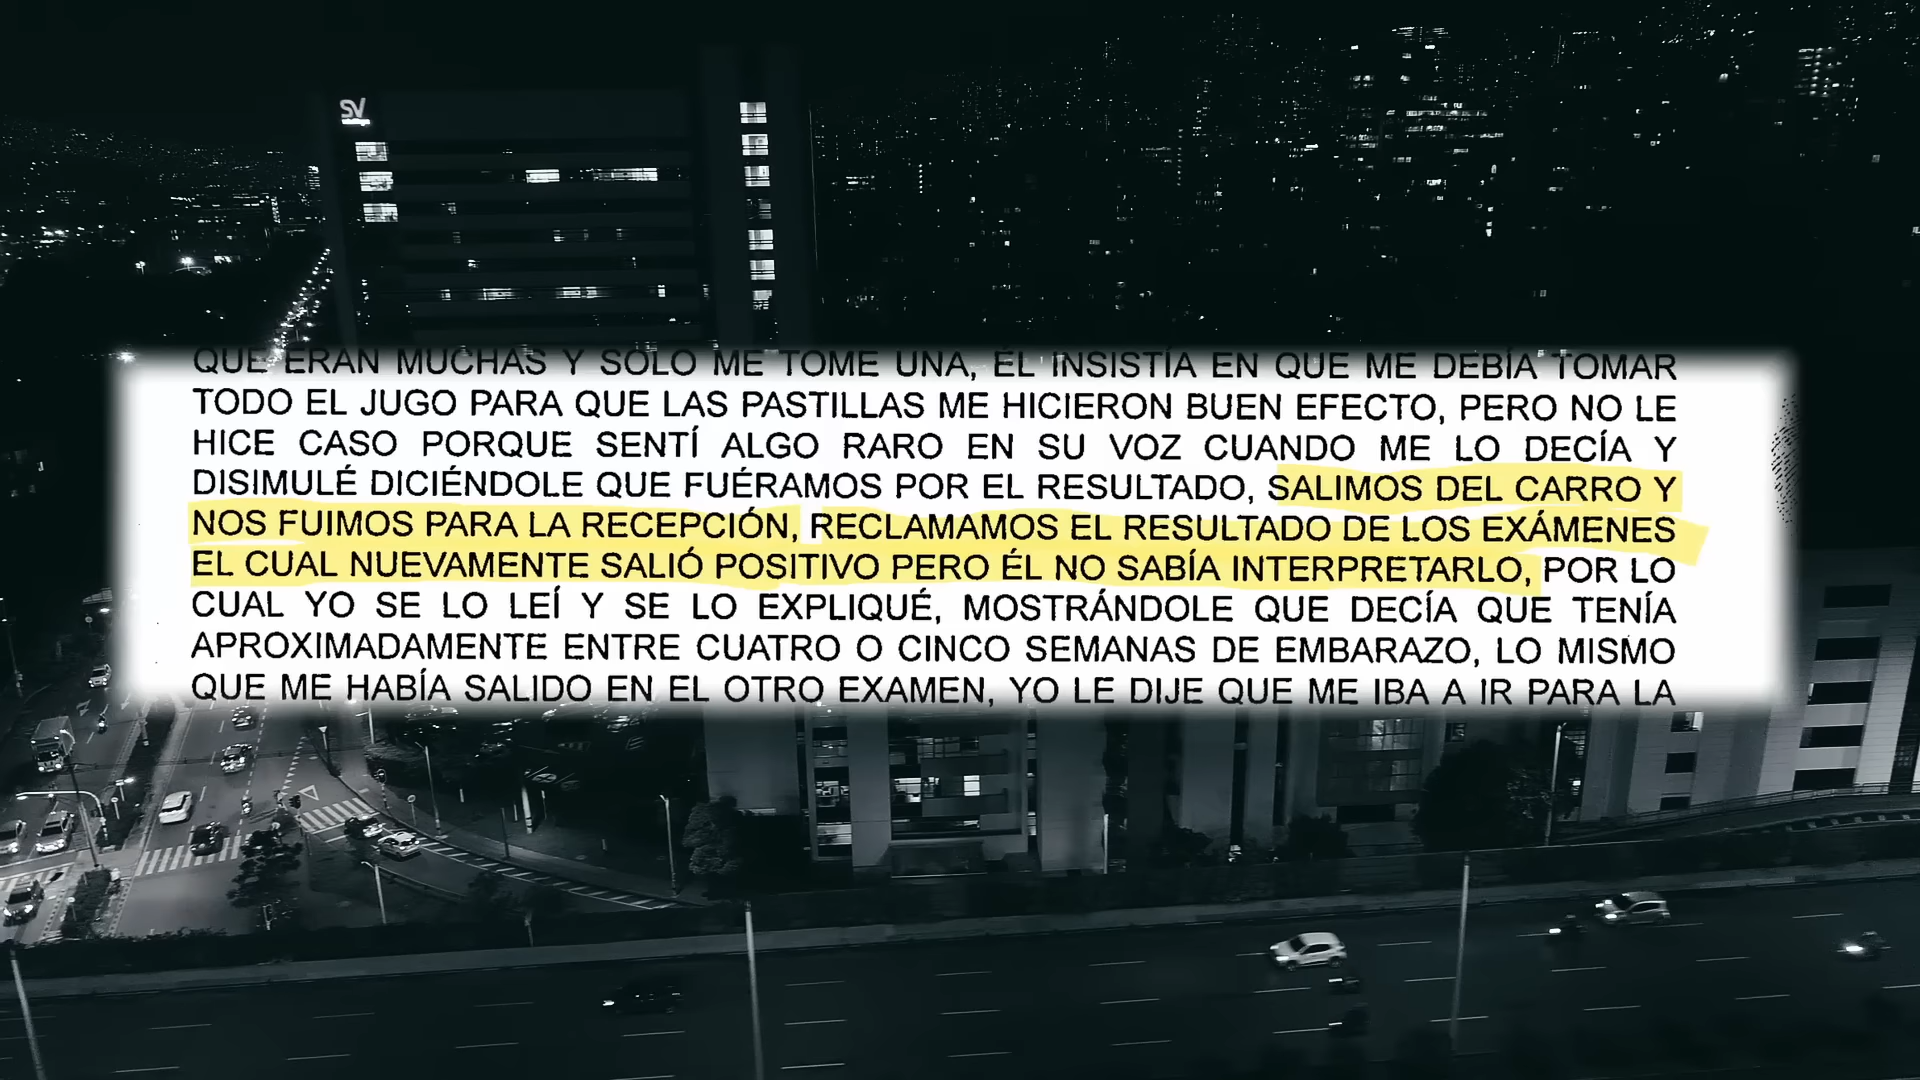 SV
QUE ERAN MUCHAS Y SOLO ME TOME UNA, ÉL INSISTÍA EN QUE ME DEBÍA TOMAR
TODO EL JUGO PARA QUE LAS PASTILLAS ME HICIERON BUEN EFECTO, PERO NO LE
HICE CASO PORQUE SENTÍ ALGO RARO EN SU VOZ CUANDO ME LO DECÍA Y
DISIMULÉ DICIÉNDOLE QUE FUÉRAMOS POR EL RESULTADO, SALIMOS DEL CARRO Y
NOS FUIMOS PARA LA RECEPCIÓN, RECLAMAMOS EL RESULTADO DE LOS EXÁMENES
EL CUAL NUEVAMENTE SALIÓ POSITIVO PERO ÉL NO SABÍA INTERPRETARLO, POR LO
CUAL YO SE LO LEÍ Y SE LO EXPLIQUÉ, MOSTRÁNDOLE QUE DECÍA QUE TENÍA
APROXIMADAMENTE ENTRE CUATRO O CINCO SEMANAS DE EMBARAZO, LO MISMO
QUE ME HABÍA SALIDO EN EL OTRO EXAMEN, YO LE DIJE QUE ME IBA A IR PARA LA